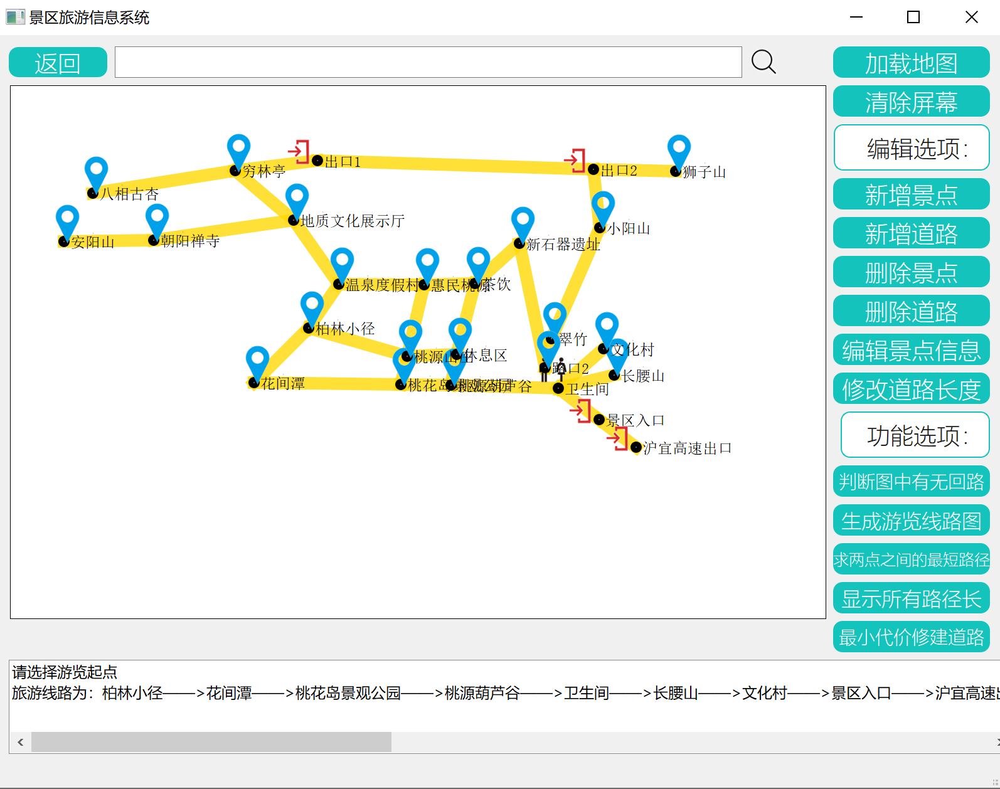 景区旅游信息系统
返回
加载地图
清除屏幕
编辑选项:
新增景点
新增道路
删除景点
删除道路
编辑景点信息
修改道路长度
功能选项:
判断图中有无回路
生成游览线路图
求两点之间的最短路径
显示所有路径长
最小代价修建道路
出口1
穷林亭
出口2
狮子山
八相古杏
地质文化展示厅
小阳山
安阳山
朝阳禅寺
新石器遗址
温泉度假村
惠民桃源
茶饮
柏林小径
翠竹
文化村
桃源山庄
休息区
路口2
长腰山
花间潭
桃花岛景观公园
桃源葫芦谷
卫生间
景区入口
沪宜高速出口
请选择游览起点
旅游线路为：柏林小径——>花间潭——>桃花岛景观公园——>桃源葫芦谷——>卫生间——>长腰山——>文化村——>景区入口——>沪宜高速出